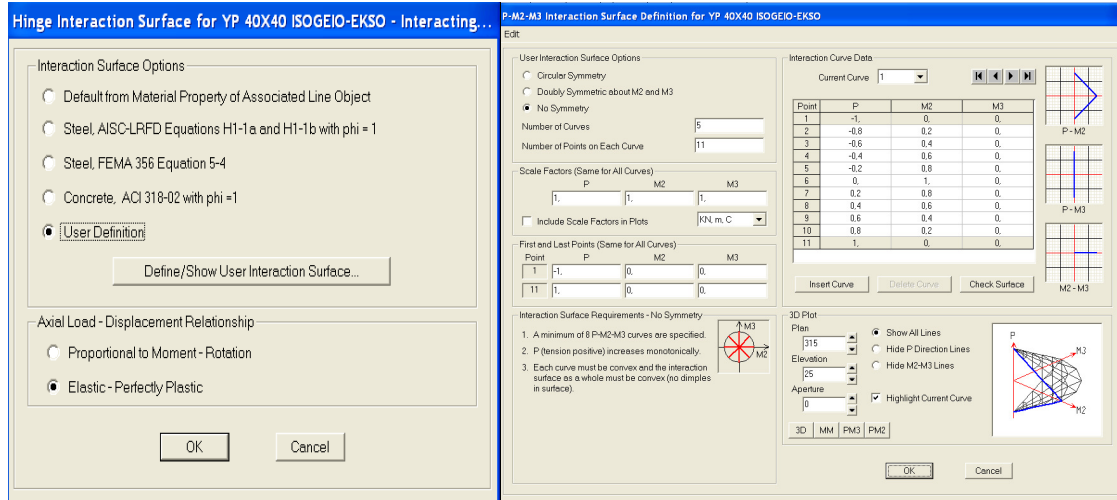 Hinge Interaction Surface for YP 40X40 ISOGEIO-EKSO - Interacting...
Interaction Surface Options
Default from Material Property of Associated Line Object
Steel, AISC-LRFD Equations H1-1a and H1-1b with phi = 1
Steel, FEMA 356 Equation 5-4
Concrete, ACI 318-02 with phi =1
User Definition
Define/Show User Interaction Surface...
Axial Load - Displacement Relationship
Proportional to Moment - Rotation
Elastic - Perfectly Plastic
OK Cancel
P-M2-M3 Interaction Surface Definition for YP 40X40 ISOGEIO-EKSO
Edit
User Interaction Surface Options
Circular Symmetry
Doubly Symmetric about M2 and M3
No Symmetry
Number of Curves 5
Number of Points on Each Curve 11
Scale Factors (Same for All Curves)
P M2 M3
1, 1, 1,
Include Scale Factors in Plots KN, m, C
First and Last Points (Same for All Curves)
Point P M2 M3
1 -1, 0, 0,
11 1, 0, 0,
Interaction Surface Requirements - No Symmetry
1. A minimum of 8 P-M2-M3 curves are specified.
2. P (tension positive) increases monotonically.
3. Each curve must be convex and the interaction
surface as a whole must be convex (no dimples
in surface).
M3
M2
Interaction Curve Data
Current Curve 1
Point P M2 M3
1 -1, 0, 0,
2 -0,8 0,2 0,
3 -0,6 0,4 0,
4 -0,4 0,6 0,
5 -0,2 0,8 0,
6 0, 1, 0,
7 0,2 0,8 0,
8 0,4 0,6 0,
9 0,6 0,4 0,
10 0,8 0,2 0,
11 1, 0, 0,
P - M2
P - M3
M2 - M3
Insert Curve Delete Curve Check Surface
3D Plot
Plan
315
Elevation
25
Aperture
0
Show All Lines
Hide P Direction Lines
Hide M2-M3 Lines
Highlight Current Curve
3D MM PM3 PM2
P
M3
M2
OK Cancel